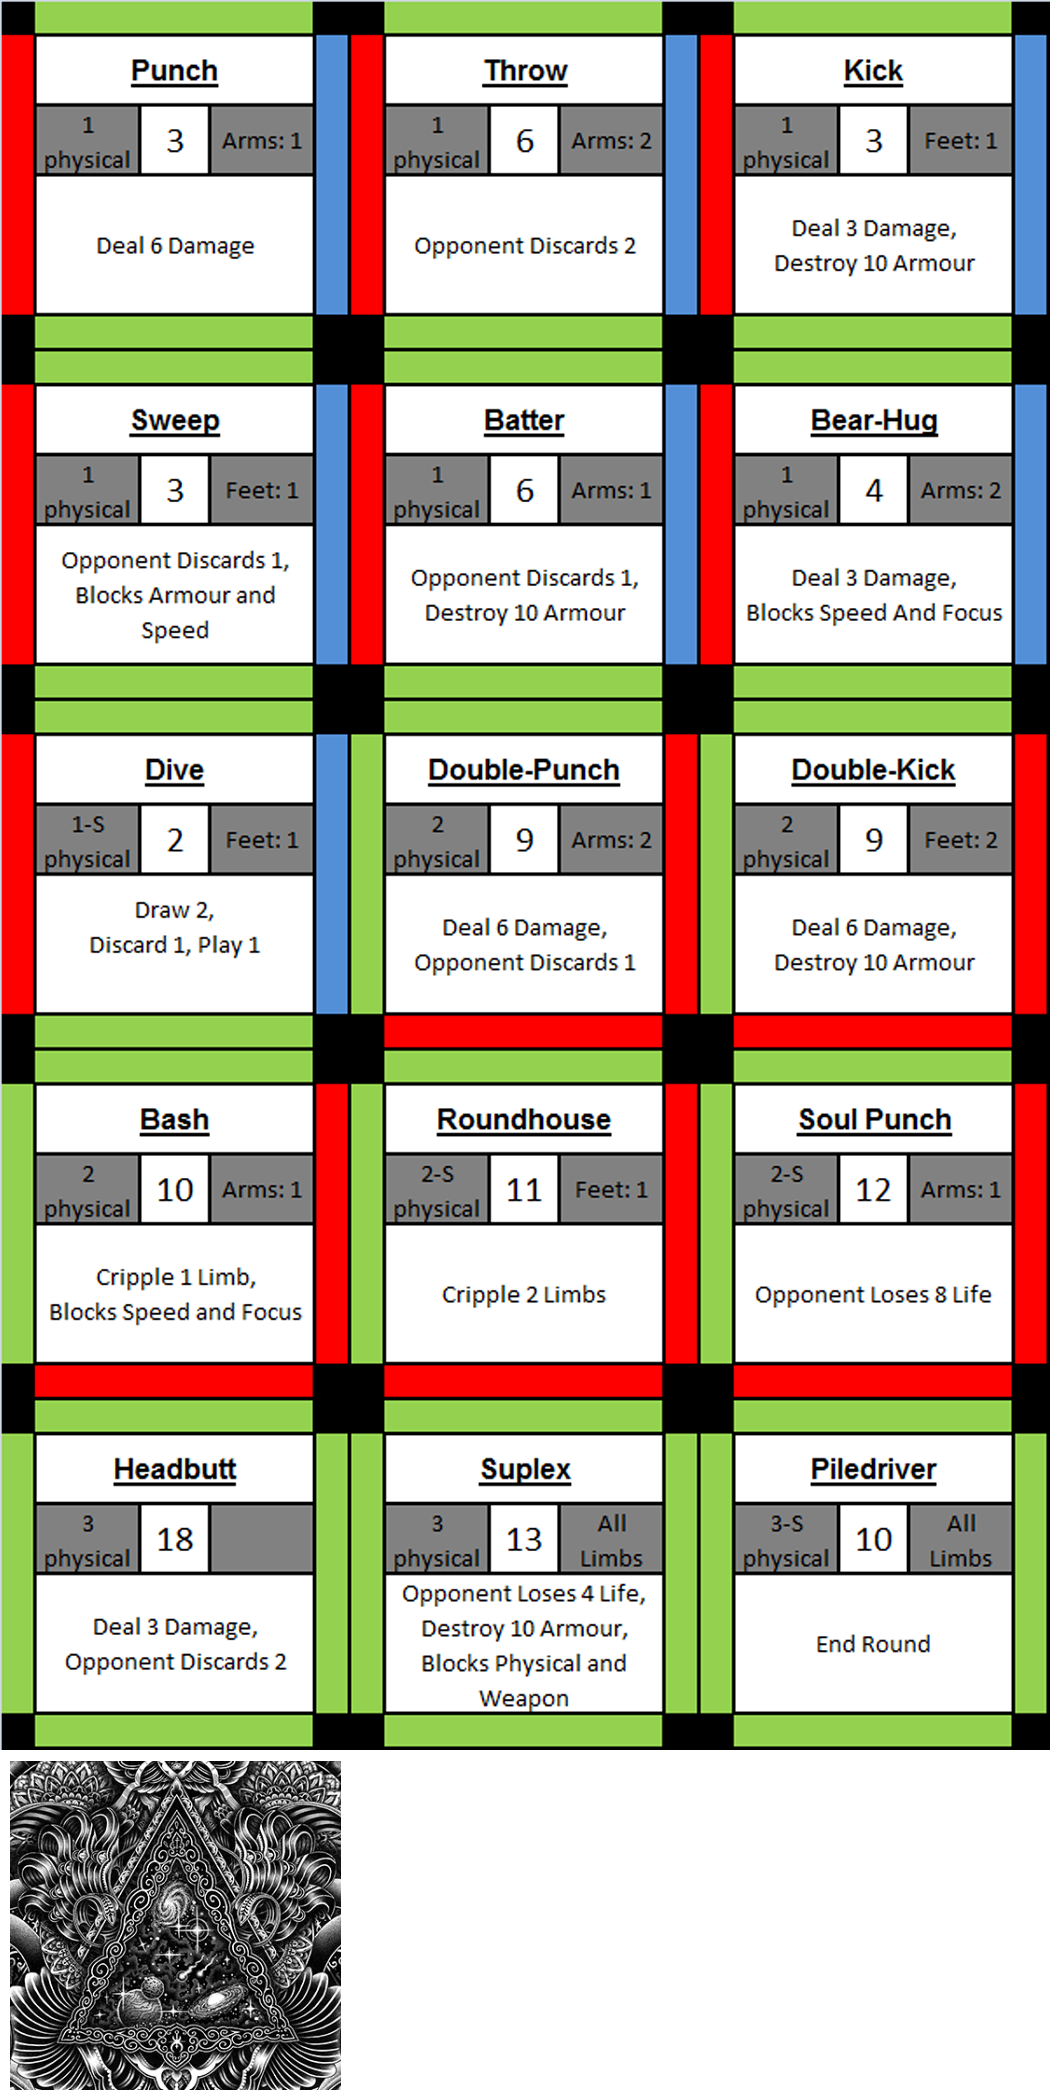 Punch
1 physical
3
Arms: 1
Deal 6 Damage
Throw
1 physical
6
Arms: 2
Opponent Discards 2
Kick
1 physical
3
Feet: 1
Deal 3 Damage,
Destroy 10 Armour
Sweep
1 physical
3
Feet: 1
Opponent Discards 1,
Blocks Armour and
Speed
Batter
1 physical
6
Arms: 1
Opponent Discards 1,
Destroy 10 Armour
Bear-Hug
1 physical
4
Arms: 2
Deal 3 Damage,
Blocks Speed And Focus
Dive
1-S physical
2
Feet: 1
Draw 2,
Discard 1, Play 1
Double-Punch
2 physical
9
Arms: 2
Deal 6 Damage,
Opponent Discards 1
Double-Kick
2 physical
9
Feet: 2
Deal 6 Damage,
Destroy 10 Armour
Bash
2 physical
10
Arms: 1
Cripple 1 Limb,
Blocks Speed and Focus
Roundhouse
2-S physical
11
Feet: 1
Cripple 2 Limbs
Soul Punch
2-S physical
12
Arms: 1
Opponent Loses 8 Life
Headbutt
3 physical
18
Deal 3 Damage,
Opponent Discards 2
Suplex
3 physical
13
All Limbs
Opponent Loses 4 Life,
Destroy 10 Armour,
Blocks Physical and
Weapon
Piledriver
3-S physical
10
All Limbs
End Round